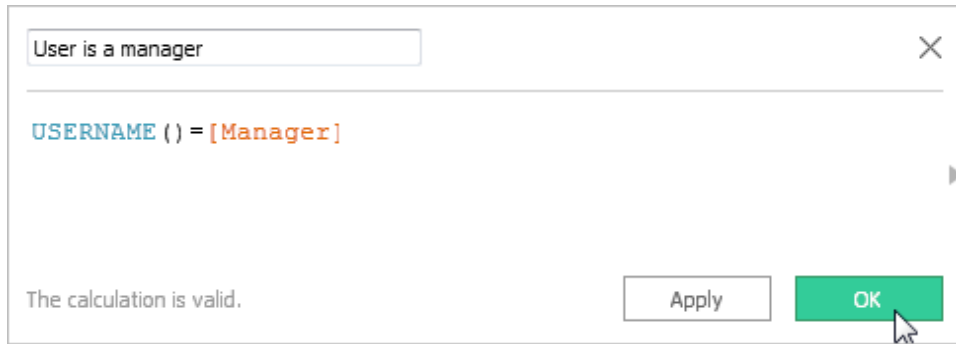 User is a manager
USERNAME()=[Manager]
The calculation is valid.
Apply
OK